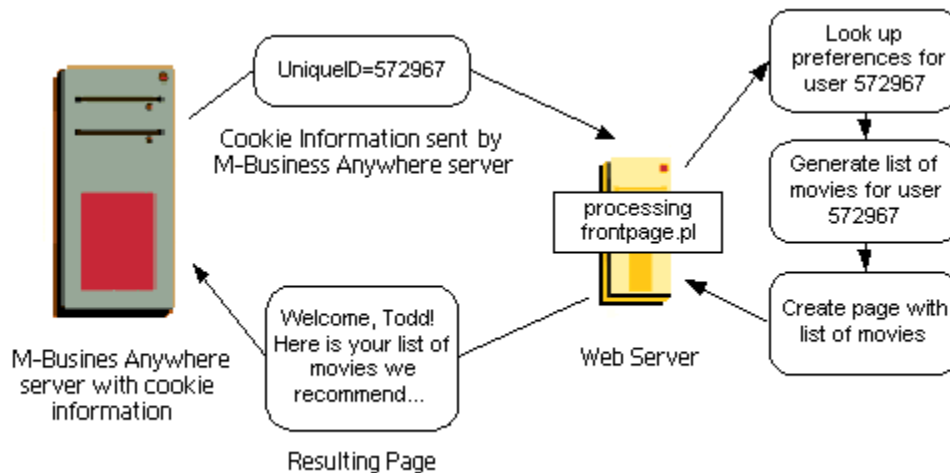 UniqueID=572967
Cookie Information sent by
M-Business Anywhere server
Look up
preferences for
user 572967
Generate list of
movies for user
572967
Create page with
list of movies
processing
frontpage.pl
Web Server
Welcome, Todd!
Here is your list of
movies we
recommend...
Resulting Page
M-Busines Anywhere
server with cookie
information